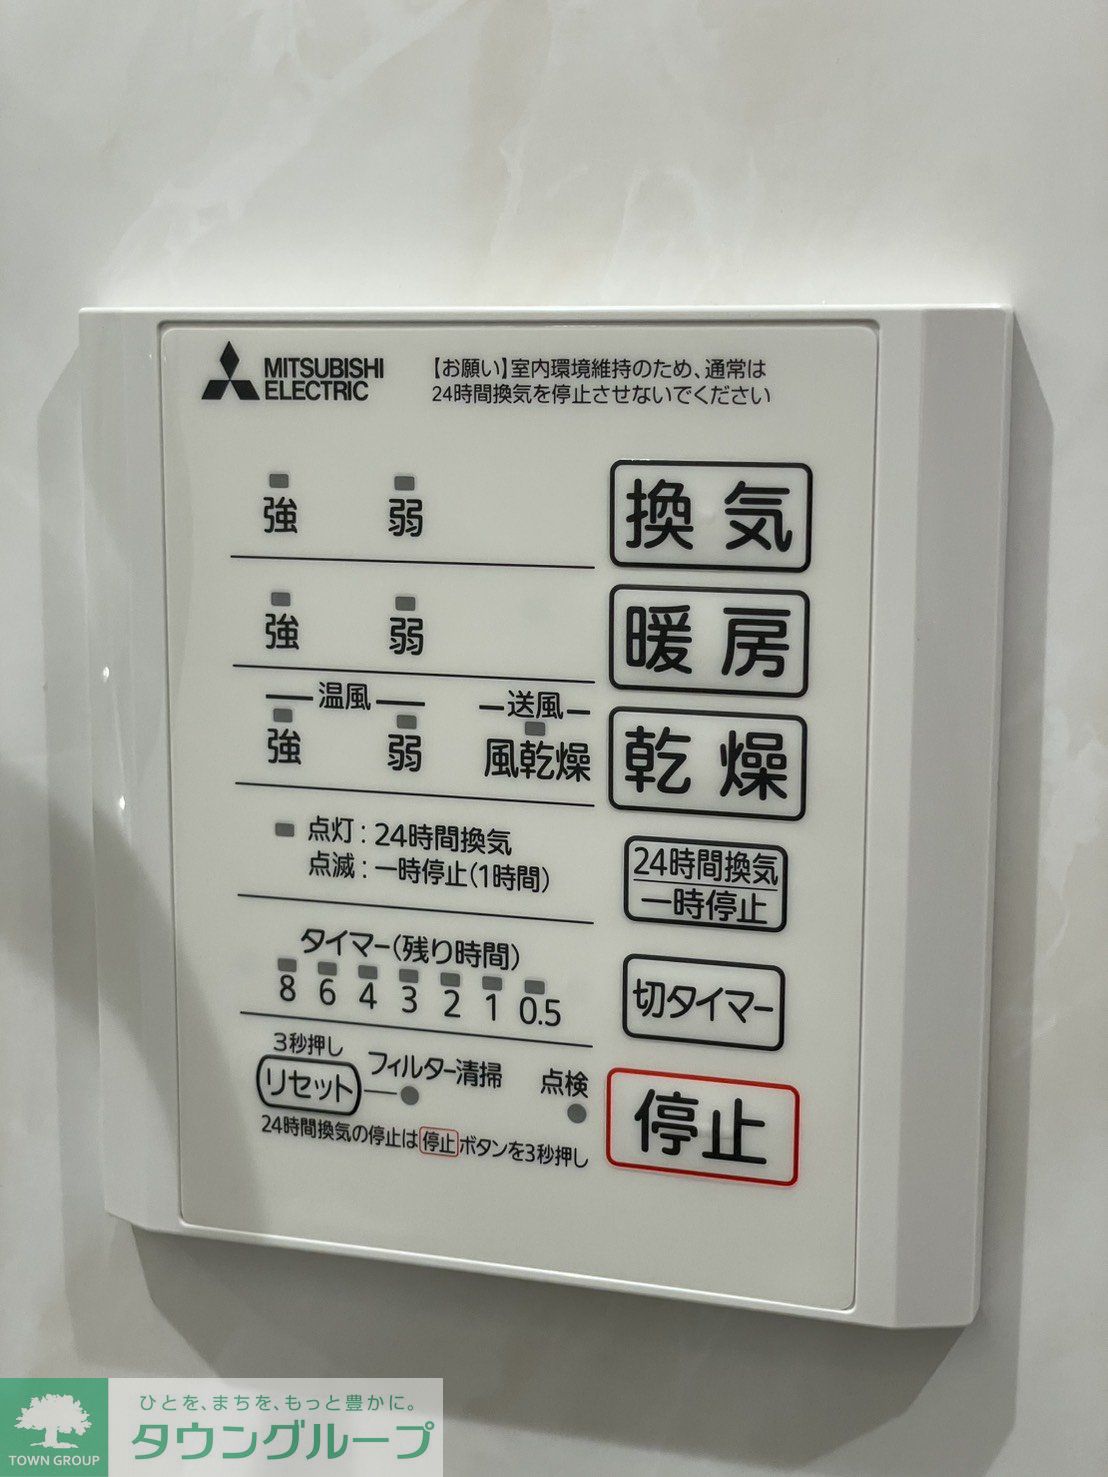 MITSUBISHI
ELECTRIC
【お願い】室内環境維持のため、通常は
24時間換気を停止させないでください
強 弱 換気
強 弱 暖房
温風 送風
強 弱 風乾燥 乾燥
点灯:24時間換気
点滅:一時停止(1時間)
24時間換気
一時停止
タイマー(残り時間)
8 6 4 3 2 1 0.5
切タイマー
3秒押し
リセット フィルター清掃 点検
24時間換気の停止は停止ボタンを3秒押し
停止
ひとを、まちを、もっと豊かに。
タウングループ
TOWN GROUP